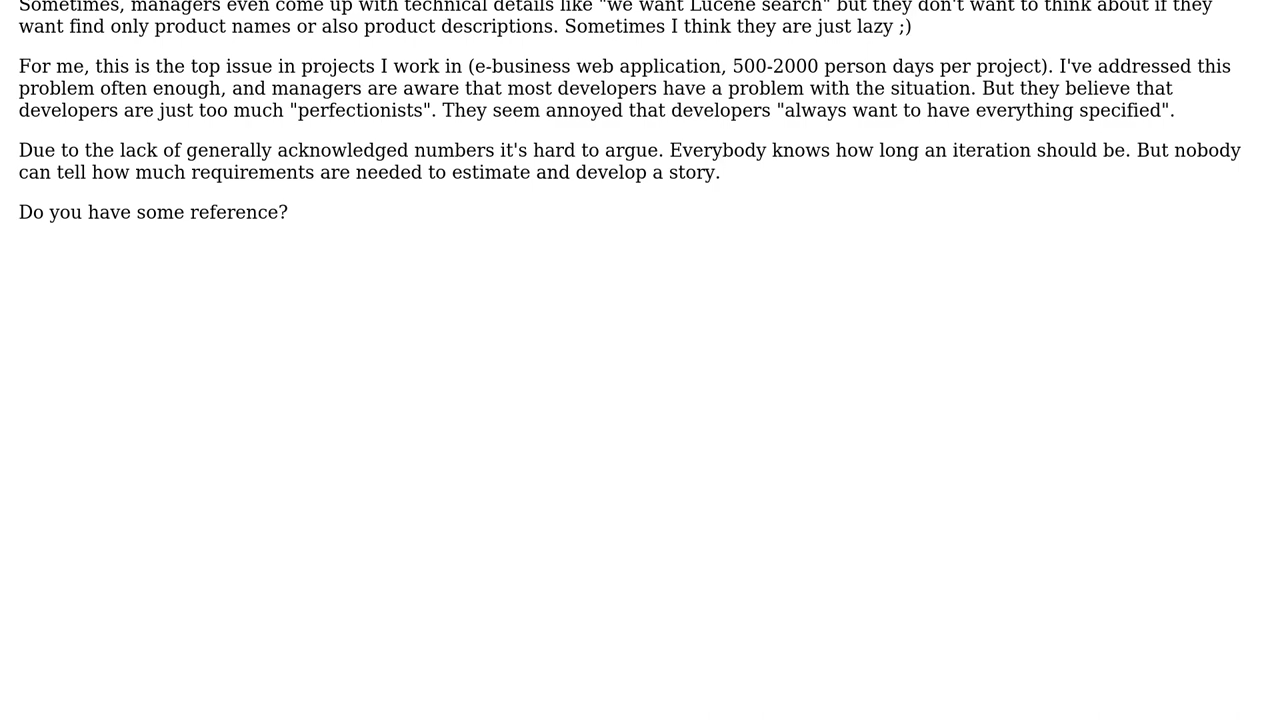 Sometimes, managers even come up with technical details like "we want Lucene search" but they don't want to think about if they
want find only product names or also product descriptions. Sometimes I think they are just lazy ;)
For me, this is the top issue in projects I work in (e-business web application, 500-2000 person days per project). I've addressed this
problem often enough, and managers are aware that most developers have a problem with the situation. But they believe that
developers are just too much "perfectionists". They seem annoyed that developers "always want to have everything specified".
Due to the lack of generally acknowledged numbers it's hard to argue. Everybody knows how long an iteration should be. But nobody
can tell how much requirements are needed to estimate and develop a story.
Do you have some reference?